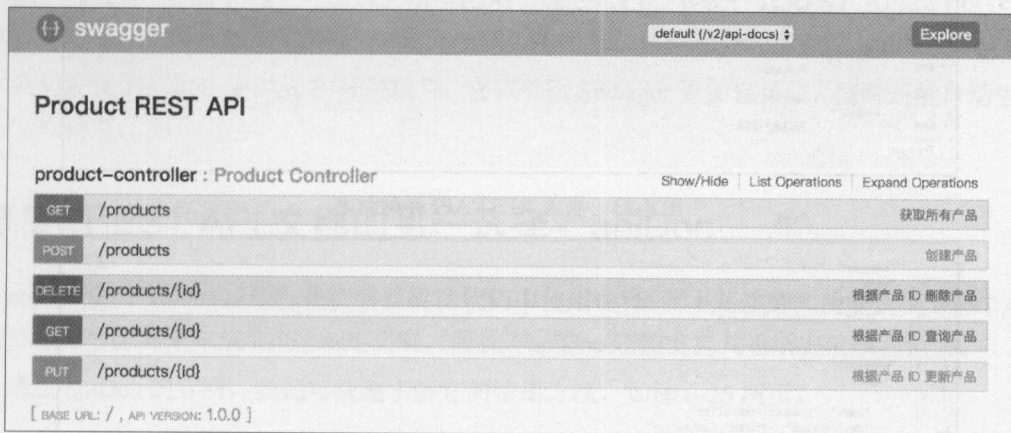 {-} swagger
default (/v2/api-docs)
Explore
Product REST API
product-controller : Product Controller
Show/Hide
List Operations
Expand Operations
GET /products 获取所有产品
POST /products 创建产品
DELETE /products/{id} 根据产品 ID 删除产品
GET /products/{id} 根据产品 ID 查询产品
PUT /products/{id} 根据产品 ID 更新产品
[ BASE URL: / , API VERSION: 1.0.0 ]